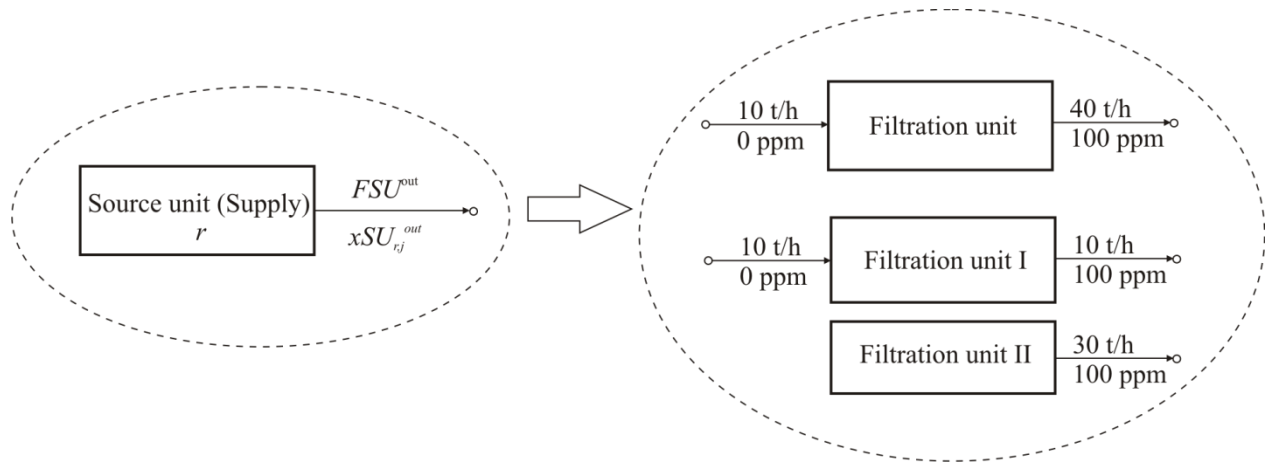 Source unit (Supply)
r
FSU^out
xSU_r,j^out
10 t/h
0 ppm
Filtration unit
40 t/h
100 ppm
10 t/h
0 ppm
Filtration unit I
10 t/h
100 ppm
Filtration unit II
30 t/h
100 ppm